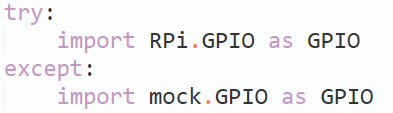 try:
    import RPi.GPIO as GPIO
except:
    import mock.GPIO as GPIO